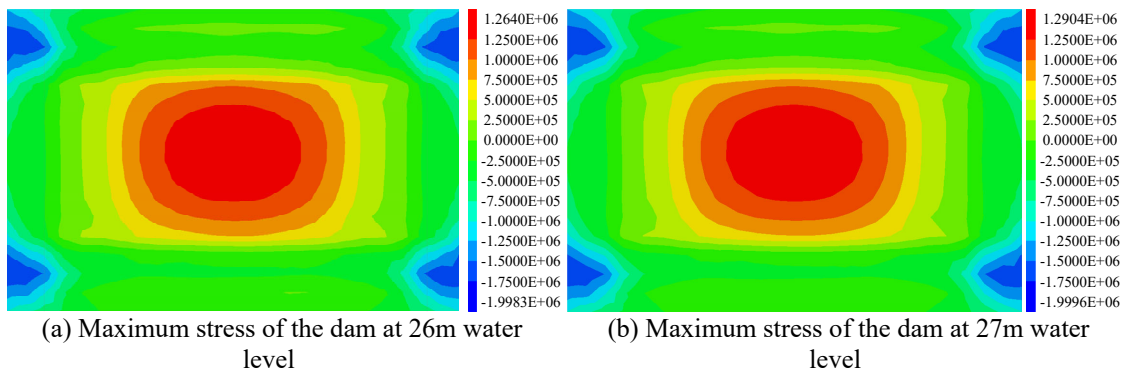 1.2640E+06
1.2500E+06
1.0000E+06
7.5000E+05
5.0000E+05
2.5000E+05
0.0000E+00
-2.5000E+05
-5.0000E+05
-7.5000E+05
-1.0000E+06
-1.2500E+06
-1.5000E+06
-1.7500E+06
-1.9983E+06
(a) Maximum stress of the dam at 26m water
level
1.2904E+06
1.2500E+06
1.0000E+06
7.5000E+05
5.0000E+05
2.5000E+05
0.0000E+00
-2.5000E+05
-5.0000E+05
-7.5000E+05
-1.0000E+06
-1.2500E+06
-1.5000E+06
-1.7500E+06
-1.9996E+06
(b) Maximum stress of the dam at 27m water
level